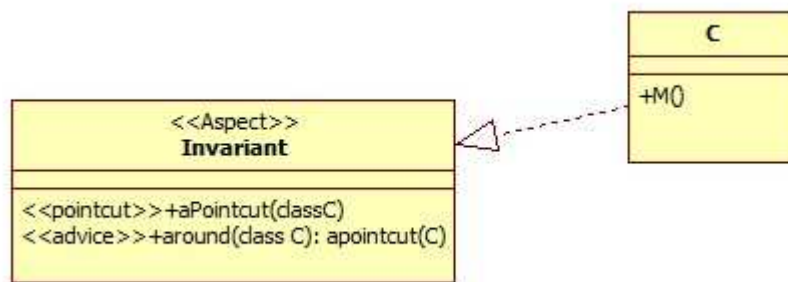 C
+M()
<<Aspect>>
Invariant
<<pointcut>>+aPointcut(classC)
<<advice>>+around(class C): apointcut(C)